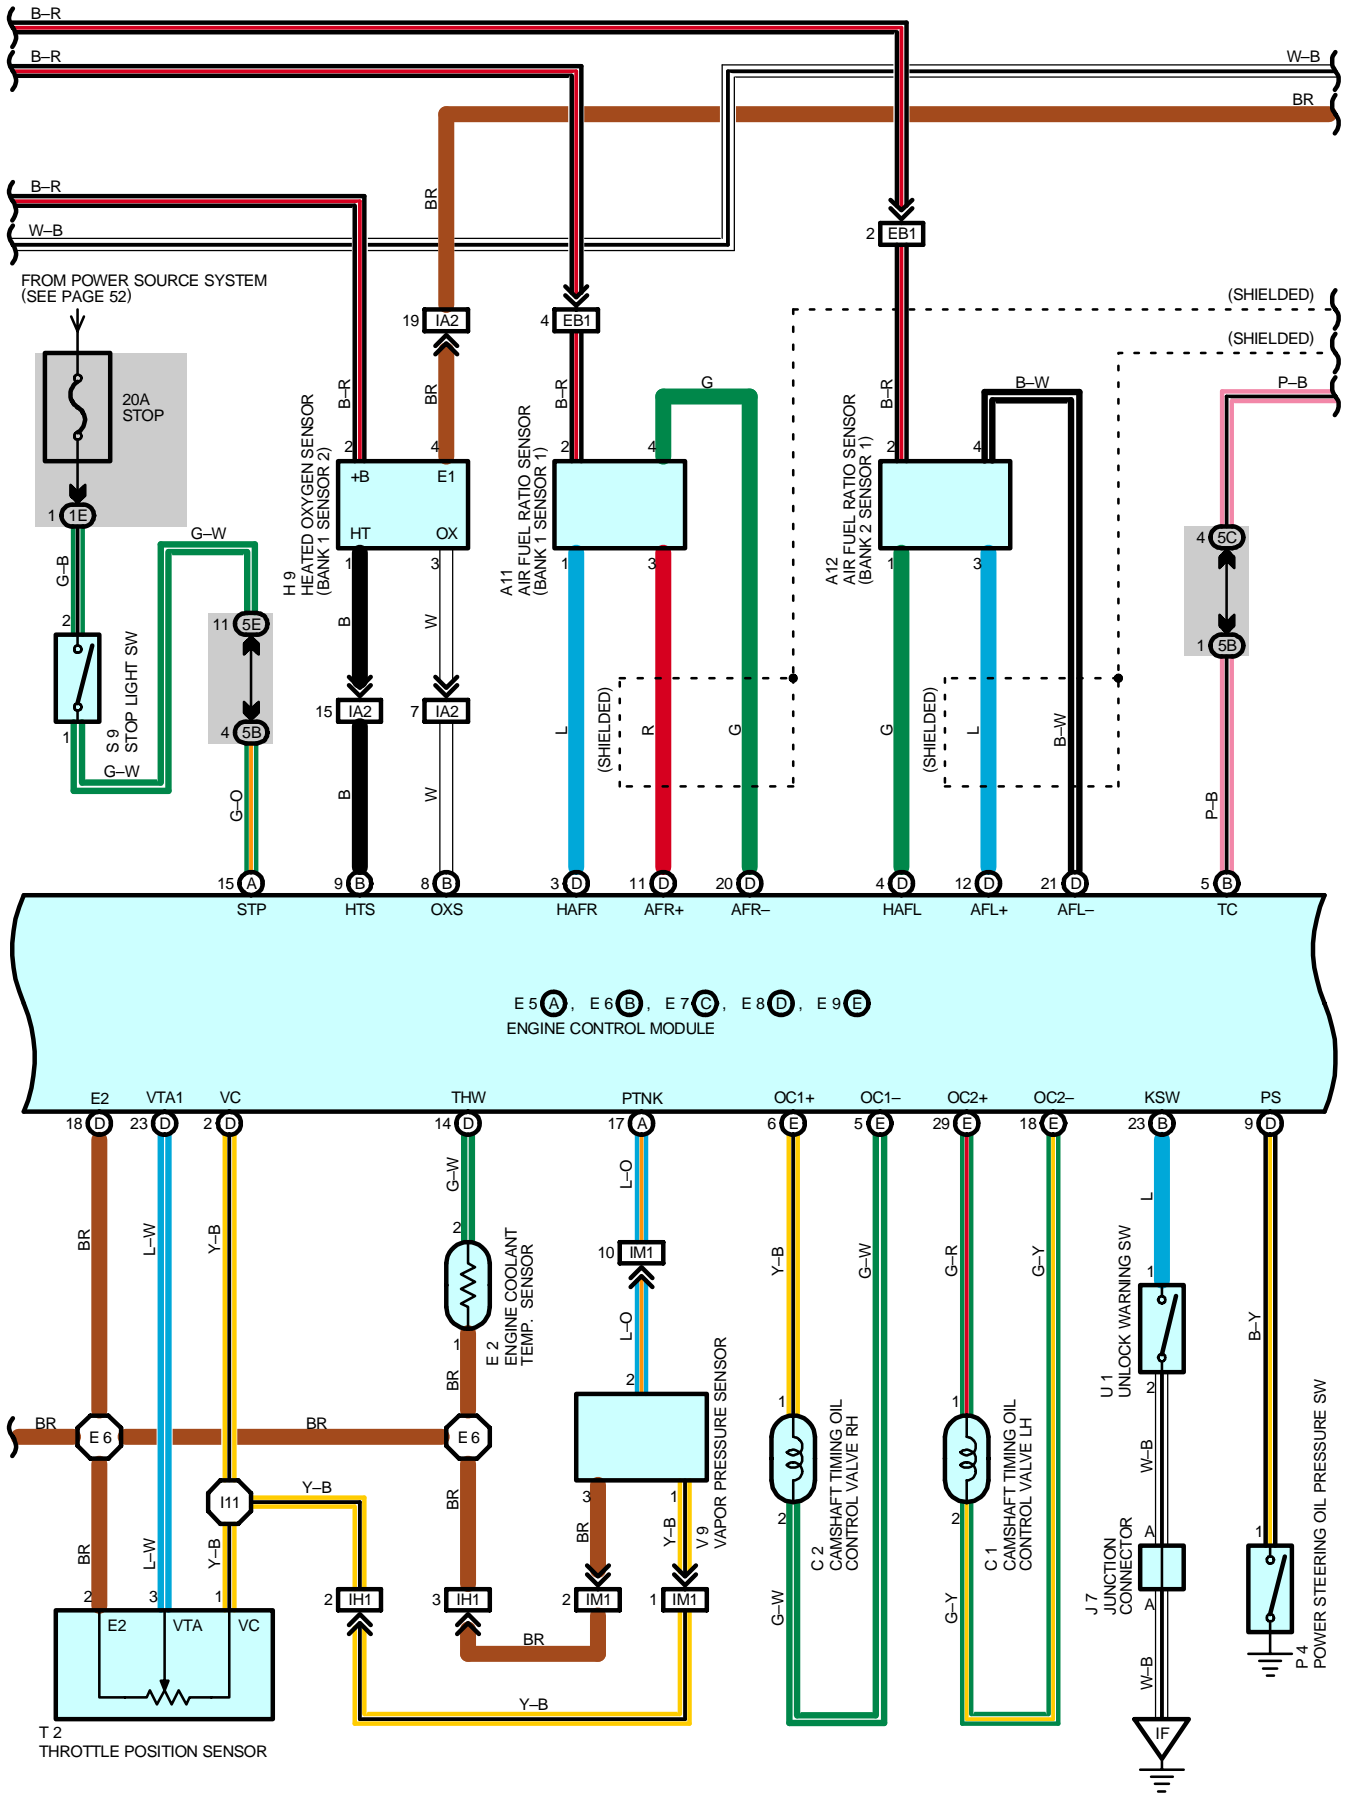 B–R
B–R
W–B
BR
B–R
BR
W–B
2 EB1
FROM POWER SOURCE SYSTEM
(SEE PAGE 52)
(SHIELDED)
19 IA2
4 EB1
(SHIELDED)
20A
STOP
B–R
BR
B–R
G
B–R
B–W
P–B
H 9
HEATED OXYGEN SENSOR
(BANK 1 SENSOR 2)
A11
AIR FUEL RATIO SENSOR
(BANK 1 SENSOR 1)
A12
AIR FUEL RATIO SENSOR
(BANK 2 SENSOR 1)
2 4 2 4 2 4
+B E1
HT OX
1 3 1 3 1 3
1 1E
G–W
4 5C
G–B
2
11 5E
B
W
1 5B
S 9
STOP LIGHT SW
1
4 5B
15 IA2
7 IA2
L
(SHIELDED)
R
G
G
(SHIELDED)
L
B–W
G–W
G–O
B
W
P–B
15 A
9 B
8 B
3 D
11 D
20 D
4 D
12 D
21 D
5 B
STP HTS OXS HAFR AFR+ AFR– HAFL AFL+ AFL– TC
E 5 A , E 6 B , E 7 C , E 8 D , E 9 E
ENGINE CONTROL MODULE
E2 VTA1 VC THW PTNK OC1+ OC1– OC2+ OC2– KSW PS
18 D
23 D
2 D
14 D
17 A
6 E
5 E
29 E
18 E
23 B
9 D
BR
L–W
Y–B
G–W
L–O
Y–B
G–W
G–R
G–Y
L
B–Y
2
E 2
ENGINE COOLANT
TEMP. SENSOR
1
10 IM1
L–O
BR
2
V 9
VAPOR PRESSURE SENSOR
1
U 1
UNLOCK WARNING SW
2
BR
E 6
BR
E 6
1
2
C 2
CAMSHAFT TIMING OIL
CONTROL VALVE RH
1
2
C 1
CAMSHAFT TIMING OIL
CONTROL VALVE LH
W–B
I11
Y–B
BR
3
1
BR
Y–B
BR
L–W
Y–B
A
J 7
JUNCTION
CONNECTOR
A
1
P 4
POWER STEERING OIL PRESSURE SW
2 3 1
2 IH1
3 IH1
2 IM1
1 IM1
G–W
G–Y
E2 VTA VC
BR
W–B
Y–B
T 2
THROTTLE POSITION SENSOR
IF